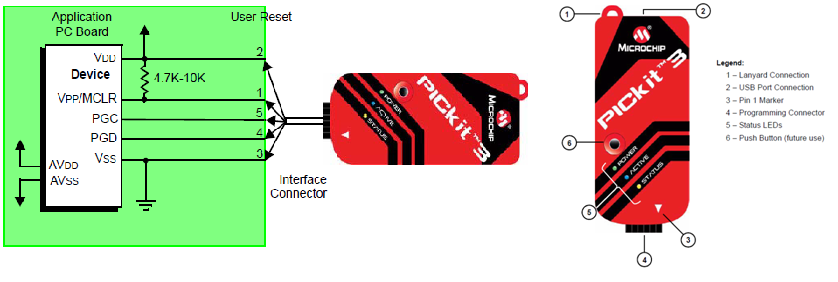 Application
PC Board
User Reset
VDD
2
Device
4.7K-10K
VPP/MCLR
1
PGC
5
PGD
4
VSS
3
AVDD
AVSS
Interface
Connector
POWER
ACTIVE
STATUS
PICkit™ 3
MICROCHIP
1
2
MICROCHIP
PICkit™ 3
6
POWER
ACTIVE
STATUS
5
3
4
Legend:
1 – Lanyard Connection
2 – USB Port Connection
3 – Pin 1 Marker
4 – Programming Connector
5 – Status LEDs
6 – Push Button (future use)